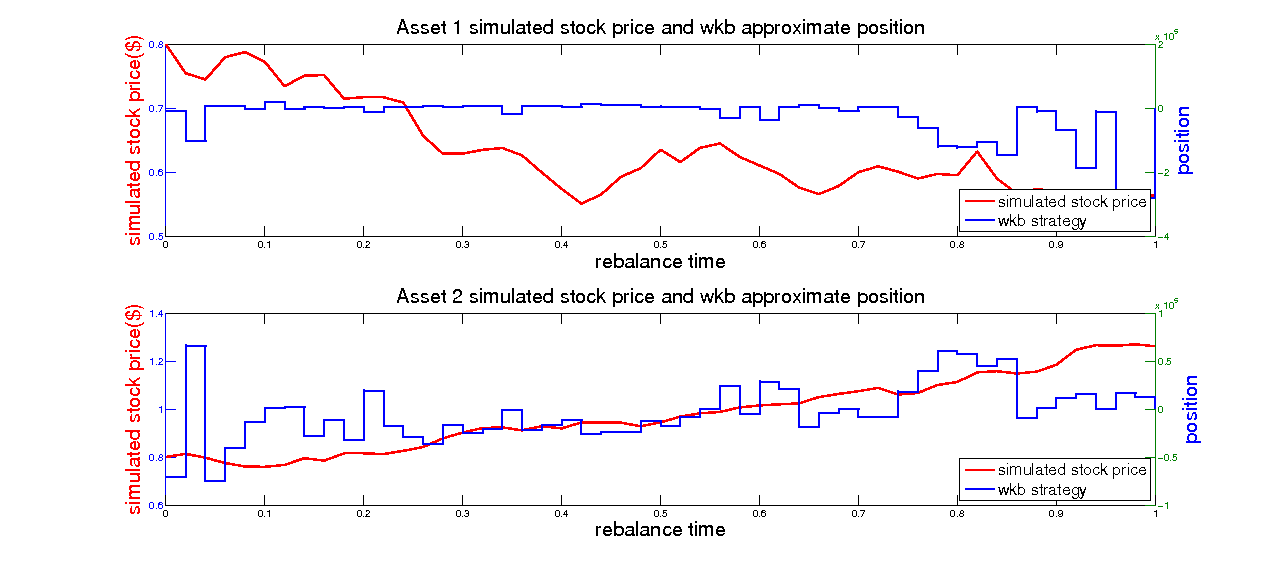 Asset 1 simulated stock price and wkb approximate position
x 10^5
simulated stock price($)
0.8
0.7
0.6
0.5
2
0
-2
-4
position
simulated stock price
wkb strategy
0 0.1 0.2 0.3 0.4 0.5 0.6 0.7 0.8 0.9 1
rebalance time
Asset 2 simulated stock price and wkb approximate position
simulated stock price($)
1.4
1.2
1
0.8
0.6
1
0.5
0
-0.5
-1
position
simulated stock price
wkb strategy
0 0.1 0.2 0.3 0.4 0.5 0.6 0.7 0.8 0.9 1
rebalance time